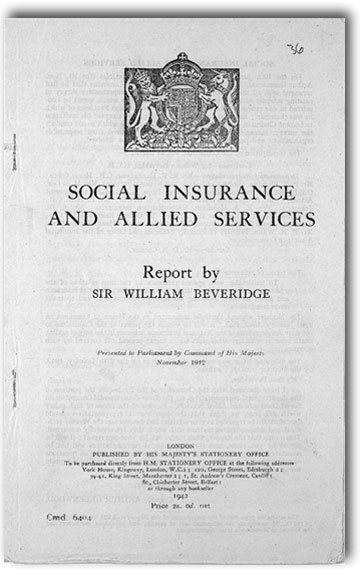 36
SOCIAL INSURANCE
AND ALLIED SERVICES
Report by
SIR WILLIAM BEVERIDGE
Presented to Parliament by Command of His Majesty
November 1942
LONDON
PUBLISHED BY HIS MAJESTY'S STATIONERY OFFICE
To be purchased directly from H.M. STATIONERY OFFICE at the following addresses
York House, Kingsway, London, W.C.2; 120, George Street, Edinburgh 2;
39-41, King Street, Manchester 2; 1, St. Andrew's Crescent, Cardiff;
80, Chichester Street, Belfast;
or through any bookseller
1942
Price 2s. 0d. net
Cmd. 6404